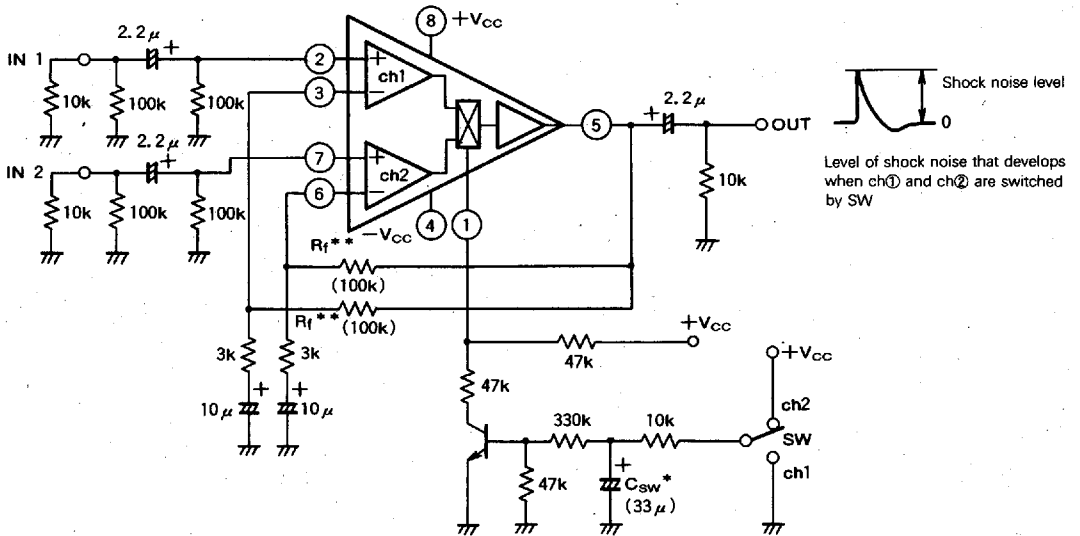 8 +Vcc
2.2μ +
IN 1
2
+
ch1
3
−
10k
100k
100k
2.2μ +
IN 2
7
+
ch2
6
−
10k
100k
100k
4
−Vcc
1
5
+ 2.2μ
OUT
10k
Shock noise level
0
Level of shock noise that develops
when ch① and ch② are switched
by SW
Rf**
(100k)
Rf**
(100k)
3k
3k
+
10μ
+
10μ
+Vcc
47k
47k
+Vcc
ch2
SW
ch1
330k
10k
47k
+
Csw*
(33μ)